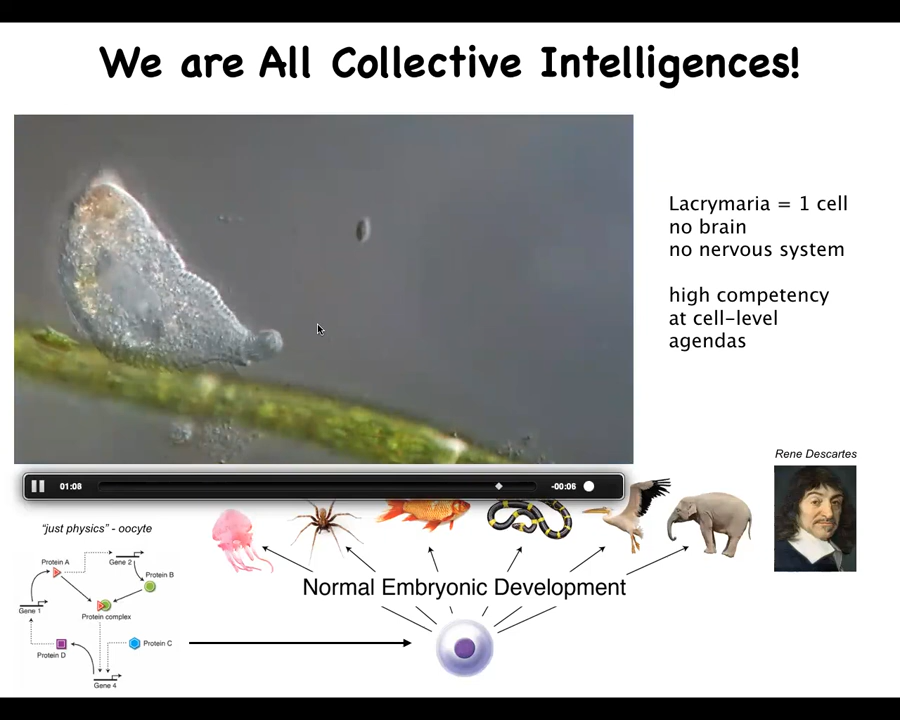 We are All Collective Intelligences!
Lacrymaria = 1 cell
no brain
no nervous system
high competency
at cell-level
agendas
Rene Descartes
01:08
-00:06
"just physics" - oocyte
Protein A
Gene 2
Protein B
Gene 1
Protein complex
Protein D
Protein C
Gene 4
Normal Embryonic Development